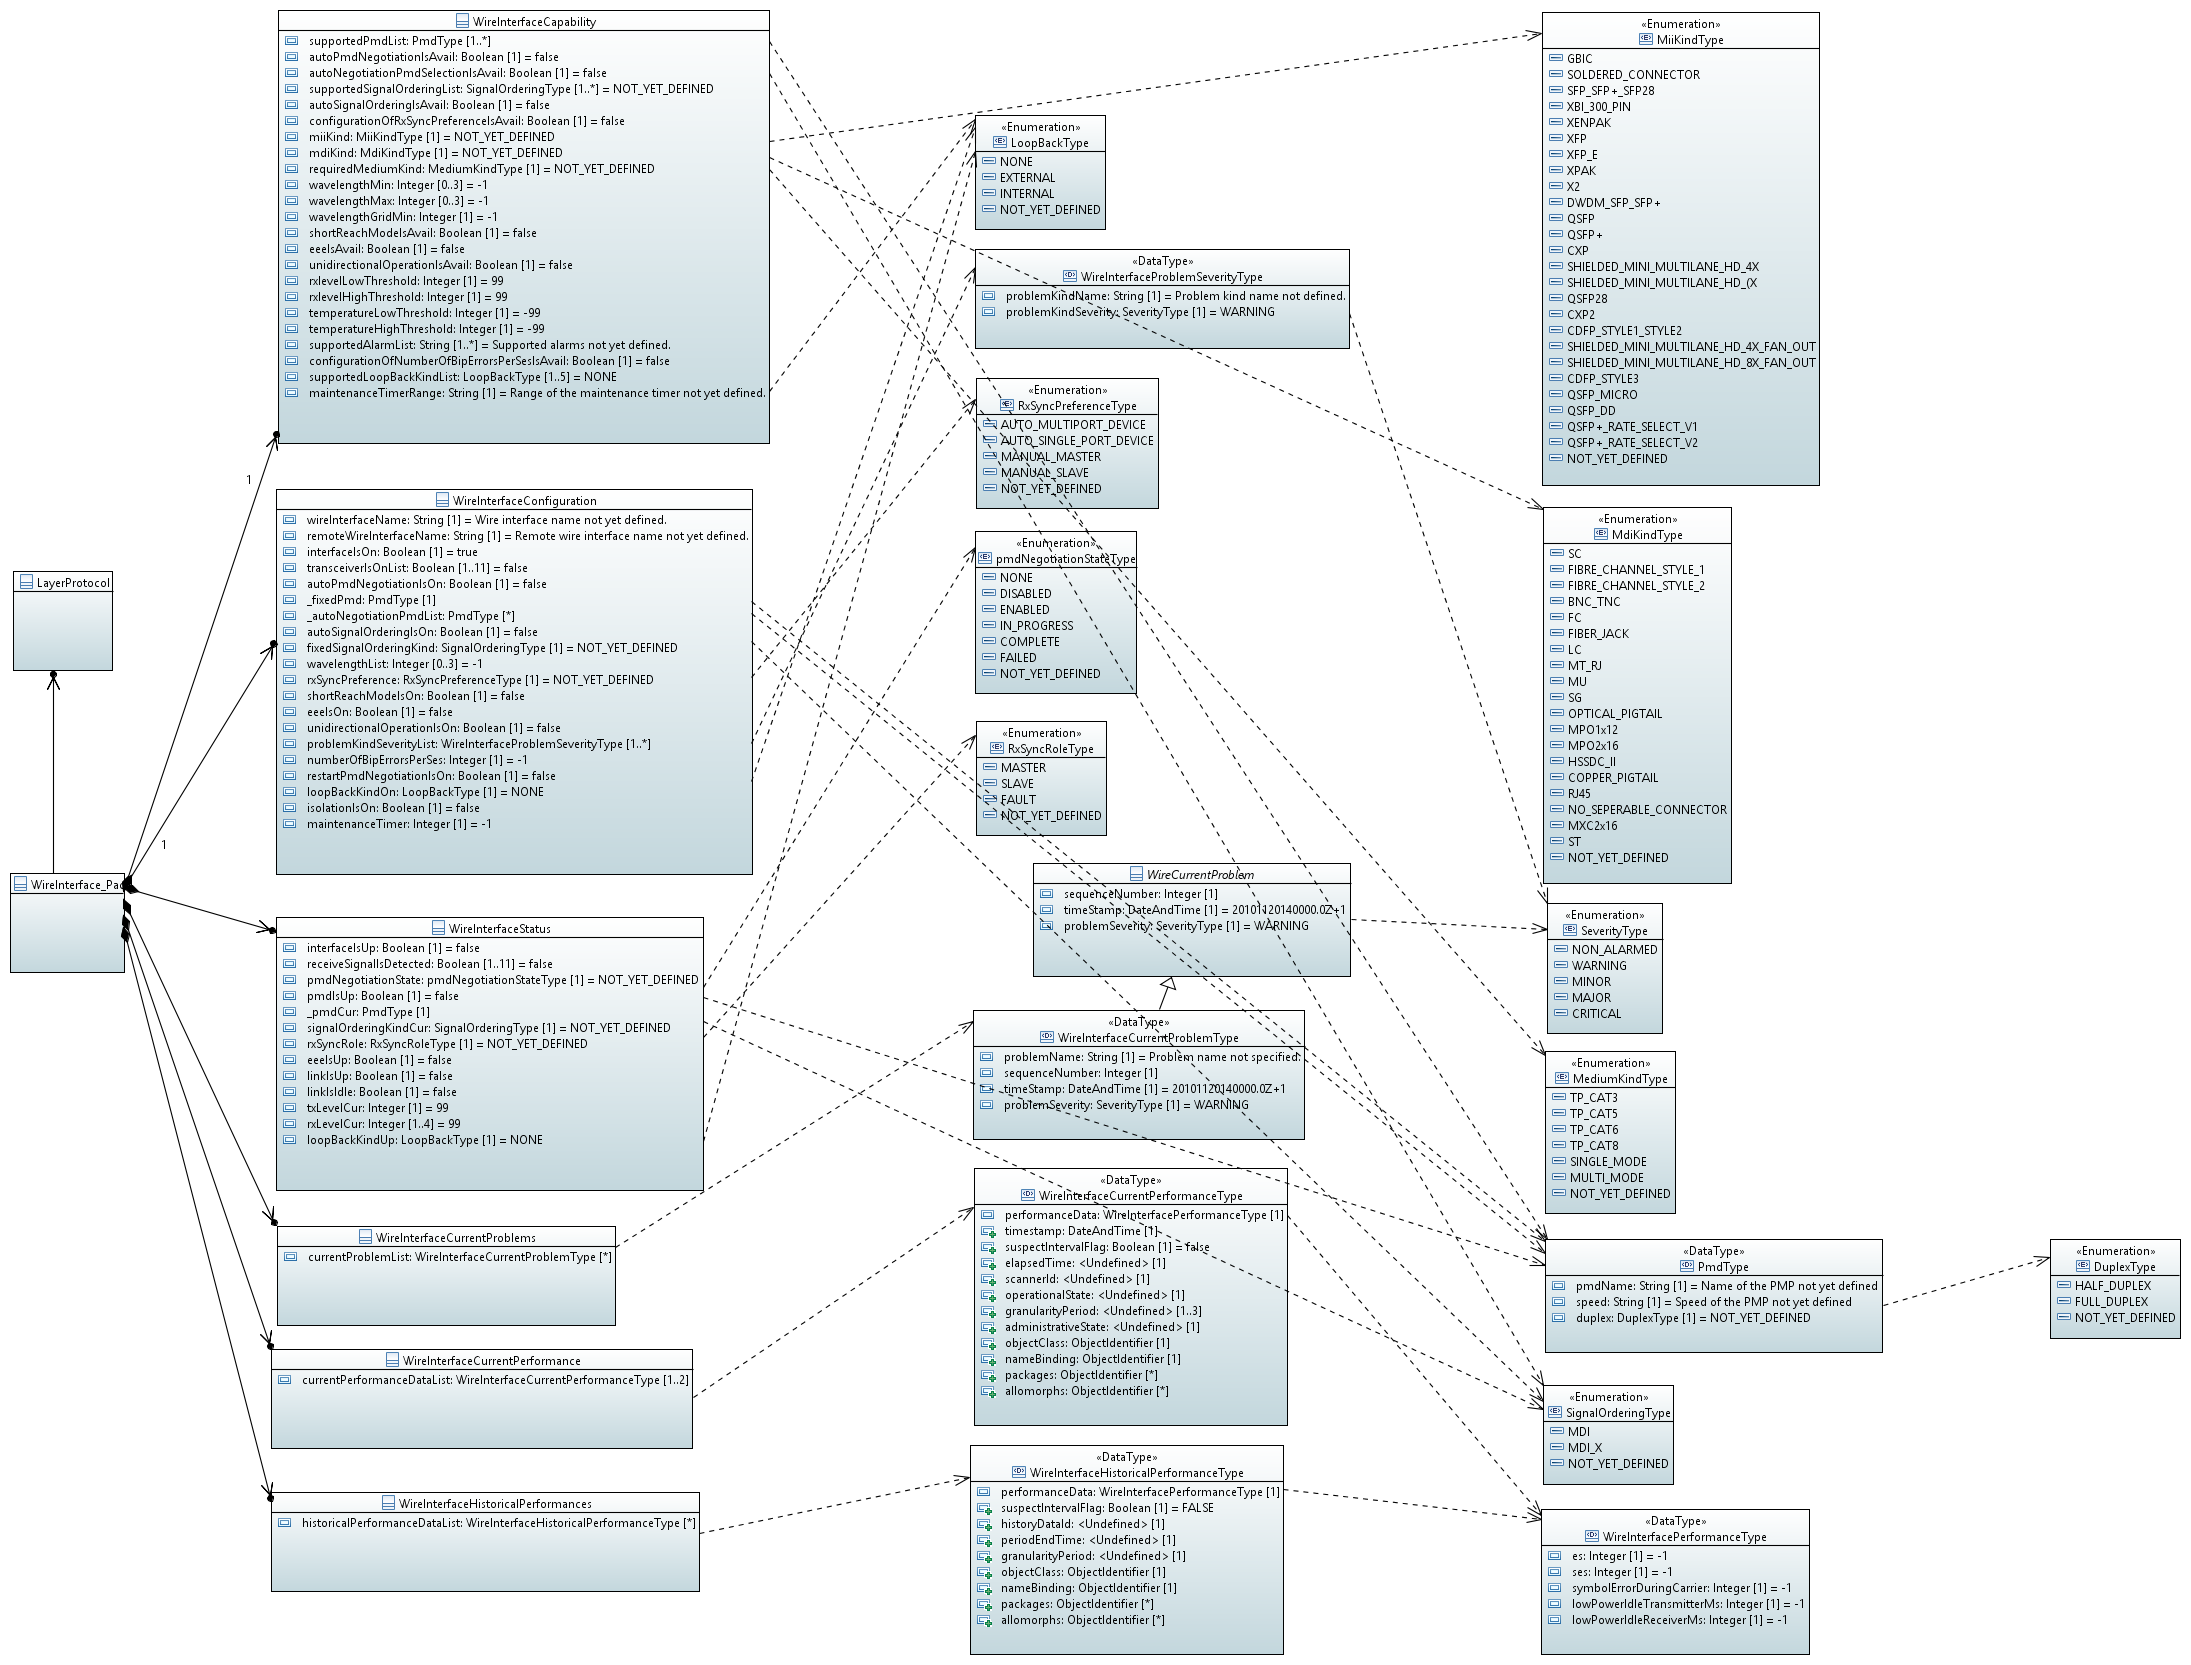 WireInterfaceCapability
supportedPmdList: PmdType [1..*]
autoPmdNegotiationIsAvail: Boolean [1] = false
autoNegotiationPmdSelectionIsAvail: Boolean [1] = false
supportedSignalOrderingList: SignalOrderingType [1..*] = NOT_YET_DEFINED
autoSignalOrderingIsAvail: Boolean [1] = false
configurationOfRxSyncPreferenceIsAvail: Boolean [1] = false
miiKind: MiiKindType [1] = NOT_YET_DEFINED
mdiKind: MdiKindType [1] = NOT_YET_DEFINED
requiredMediumKind: MediumKindType [1] = NOT_YET_DEFINED
wavelengthMin: Integer [0..3] = -1
wavelengthMax: Integer [0..3] = -1
wavelengthGridMin: Integer [1] = -1
shortReachModeIsAvail: Boolean [1] = false
eeeIsAvail: Boolean [1] = false
unidirectionalOperationIsAvail: Boolean [1] = false
rxlevelLowThreshold: Integer [1] = 99
rxlevelHighThreshold: Integer [1] = 99
temperatureLowThreshold: Integer [1] = -99
temperatureHighThreshold: Integer [1] = -99
supportedAlarmList: String [1..*] = Supported alarms not yet defined.
configurationOfNumberOfBipErrorsPerSesIsAvail: Boolean [1] = false
supportedLoopBackKindList: LoopBackType [1..5] = NONE
maintenanceTimerRange: String [1] = Range of the maintenance timer not yet defined.
1
WireInterfaceConfiguration
wireInterfaceName: String [1] = Wire interface name not yet defined.
remoteWireInterfaceName: String [1] = Remote wire interface name not yet defined.
interfaceIsOn: Boolean [1] = true
transceiverIsOnList: Boolean [1..11] = false
autoPmdNegotiationIsOn: Boolean [1] = false
_fixedPmd: PmdType [1]
_autoNegotiationPmdList: PmdType [*]
autoSignalOrderingIsOn: Boolean [1] = false
fixedSignalOrderingKind: SignalOrderingType [1] = NOT_YET_DEFINED
wavelengthList: Integer [0..3] = -1
rxSyncPreference: RxSyncPreferenceType [1] = NOT_YET_DEFINED
shortReachModeIsOn: Boolean [1] = false
eeeIsOn: Boolean [1] = false
unidirectionalOperationIsOn: Boolean [1] = false
problemKindSeverityList: WireInterfaceProblemSeverityType [1..*]
numberOfBipErrorsPerSes: Integer [1] = -1
restartPmdNegotiationIsOn: Boolean [1] = false
loopBackKindOn: LoopBackType [1] = NONE
isolationIsOn: Boolean [1] = false
maintenanceTimer: Integer [1] = -1
1
LayerProtocol
WireInterface_Pac
WireInterfaceStatus
interfaceIsUp: Boolean [1] = false
receiveSignalIsDetected: Boolean [1..11] = false
pmdNegotiationState: pmdNegotiationStateType [1] = NOT_YET_DEFINED
pmdIsUp: Boolean [1] = false
_pmdCur: PmdType [1]
signalOrderingKindCur: SignalOrderingType [1] = NOT_YET_DEFINED
rxSyncRole: RxSyncRoleType [1] = NOT_YET_DEFINED
eeeIsUp: Boolean [1] = false
linkIsUp: Boolean [1] = false
linkIsIdle: Boolean [1] = false
txLevelCur: Integer [1] = 99
rxLevelCur: Integer [1..4] = 99
loopBackKindUp: LoopBackType [1] = NONE
WireInterfaceCurrentProblems
currentProblemList: WireInterfaceCurrentProblemType [*]
WireInterfaceCurrentPerformance
currentPerformanceDataList: WireInterfaceCurrentPerformanceType [1..2]
WireInterfaceHistoricalPerformances
historicalPerformanceDataList: WireInterfaceHistoricalPerformanceType [*]
«Enumeration»
LoopBackType
NONE
EXTERNAL
INTERNAL
NOT_YET_DEFINED
«DataType»
WireInterfaceProblemSeverityType
problemKindName: String [1] = Problem kind name not defined.
problemKindSeverity: SeverityType [1] = WARNING
«Enumeration»
RxSyncPreferenceType
AUTO_MULTIPORT_DEVICE
AUTO_SINGLE_PORT_DEVICE
MANUAL_MASTER
MANUAL_SLAVE
NOT_YET_DEFINED
«Enumeration»
pmdNegotiationStateType
NONE
DISABLED
ENABLED
IN_PROGRESS
COMPLETE
FAILED
NOT_YET_DEFINED
«Enumeration»
RxSyncRoleType
MASTER
SLAVE
FAULT
NOT_YET_DEFINED
WireCurrentProblem
sequenceNumber: Integer [1]
timeStamp: DateAndTime [1] = 20101120140000.0Z+1
problemSeverity: SeverityType [1] = WARNING
«DataType»
WireInterfaceCurrentProblemType
problemName: String [1] = Problem name not specified.
sequenceNumber: Integer [1]
timeStamp: DateAndTime [1] = 20101120140000.0Z+1
problemSeverity: SeverityType [1] = WARNING
«DataType»
WireInterfaceCurrentPerformanceType
performanceData: WireInterfacePerformanceType [1]
timestamp: DateAndTime [1]
suspectIntervalFlag: Boolean [1] = false
elapsedTime: <Undefined> [1]
scannerId: <Undefined> [1]
operationalState: <Undefined> [1]
granularityPeriod: <Undefined> [1..3]
administrativeState: <Undefined> [1]
objectClass: ObjectIdentifier [1]
nameBinding: ObjectIdentifier [1]
packages: ObjectIdentifier [*]
allomorphs: ObjectIdentifier [*]
«DataType»
WireInterfaceHistoricalPerformanceType
performanceData: WireInterfacePerformanceType [1]
suspectIntervalFlag: Boolean [1] = FALSE
historyDataId: <Undefined> [1]
periodEndTime: <Undefined> [1]
granularityPeriod: <Undefined> [1]
objectClass: ObjectIdentifier [1]
nameBinding: ObjectIdentifier [1]
packages: ObjectIdentifier [*]
allomorphs: ObjectIdentifier [*]
«Enumeration»
MiiKindType
GBIC
SOLDERED_CONNECTOR
SFP_SFP+_SFP28
XBI_300_PIN
XENPAK
XFP
XFP_E
XPAK
X2
DWDM_SFP_SFP+
QSFP
QSFP+
CXP
SHIELDED_MINI_MULTILANE_HD_4X
SHIELDED_MINI_MULTILANE_HD_(X
QSFP28
CXP2
CDFP_STYLE1_STYLE2
SHIELDED_MINI_MULTILANE_HD_4X_FAN_OUT
SHIELDED_MINI_MULTILANE_HD_8X_FAN_OUT
CDFP_STYLE3
QSFP_MICRO
QSFP_DD
QSFP+_RATE_SELECT_V1
QSFP+_RATE_SELECT_V2
NOT_YET_DEFINED
«Enumeration»
MdiKindType
SC
FIBRE_CHANNEL_STYLE_1
FIBRE_CHANNEL_STYLE_2
BNC_TNC
FC
FIBER_JACK
LC
MT_RJ
MU
SG
OPTICAL_PIGTAIL
MPO1x12
MPO2x16
HSSDC_II
COPPER_PIGTAIL
RJ45
NO_SEPERABLE_CONNECTOR
MXC2x16
ST
NOT_YET_DEFINED
«Enumeration»
SeverityType
NON_ALARMED
WARNING
MINOR
MAJOR
CRITICAL
«Enumeration»
MediumKindType
TP_CAT3
TP_CAT5
TP_CAT6
TP_CAT8
SINGLE_MODE
MULTI_MODE
NOT_YET_DEFINED
«DataType»
PmdType
pmdName: String [1] = Name of the PMP not yet defined
speed: String [1] = Speed of the PMP not yet defined
duplex: DuplexType [1] = NOT_YET_DEFINED
«Enumeration»
DuplexType
HALF_DUPLEX
FULL_DUPLEX
NOT_YET_DEFINED
«Enumeration»
SignalOrderingType
MDI
MDI_X
NOT_YET_DEFINED
«DataType»
WireInterfacePerformanceType
es: Integer [1] = -1
ses: Integer [1] = -1
symbolErrorDuringCarrier: Integer [1] = -1
lowPowerIdleTransmitterMs: Integer [1] = -1
lowPowerIdleReceiverMs: Integer [1] = -1